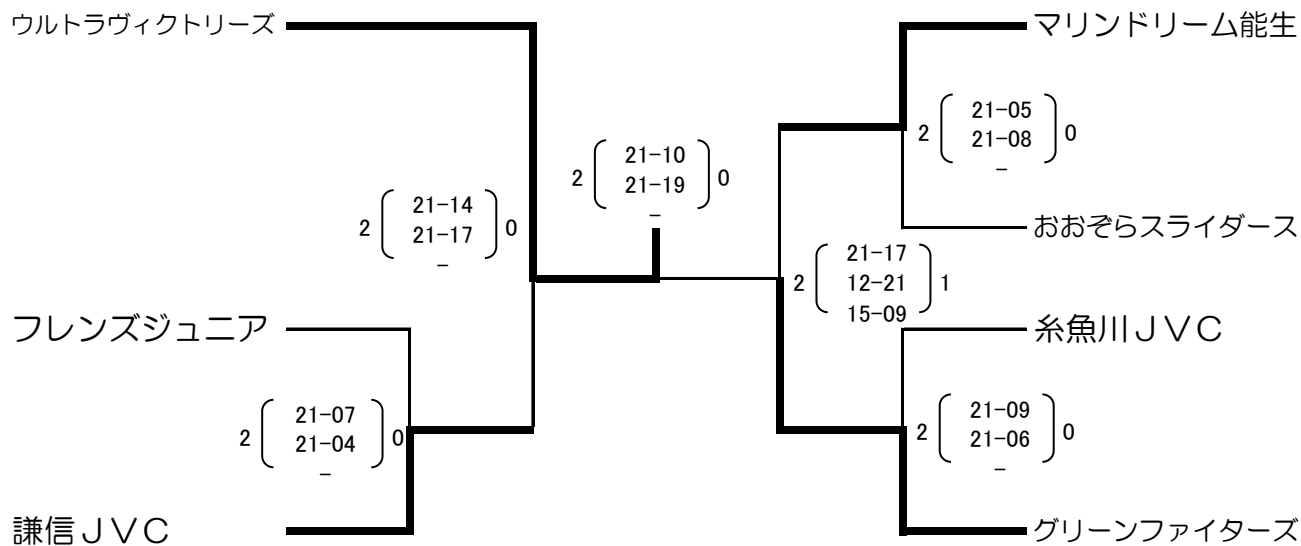 ウルトラヴィクトリーズ
マリンドリーム能生
2 21-05 0
21-08
-
2 21-10 0
21-19
-
2 21-14 0
21-17
-
おおぞらスライダース
2 21-17 1
12-21
15-09
フレンズジュニア
糸魚川JVC
2 21-07 0
21-04
-
2 21-09 0
21-06
-
謙信JVC
グリーンファイターズ